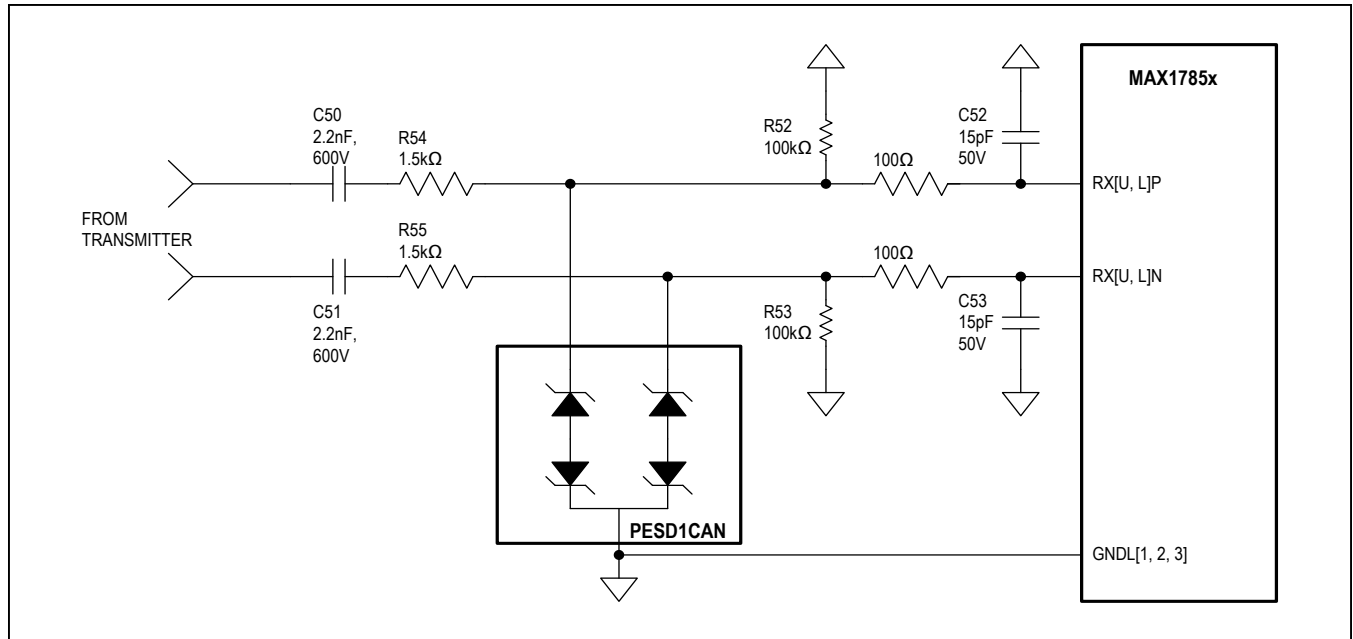 MAX1785x
C50
2.2nF,
600V
R54
1.5kΩ
R52
100kΩ
100Ω
C52
15pF
50V
RX[U, L]P
FROM
TRANSMITTER
R55
1.5kΩ
100Ω
RX[U, L]N
C51
2.2nF,
600V
R53
100kΩ
C53
15pF
50V
PESD1CAN
GNDL[1, 2, 3]